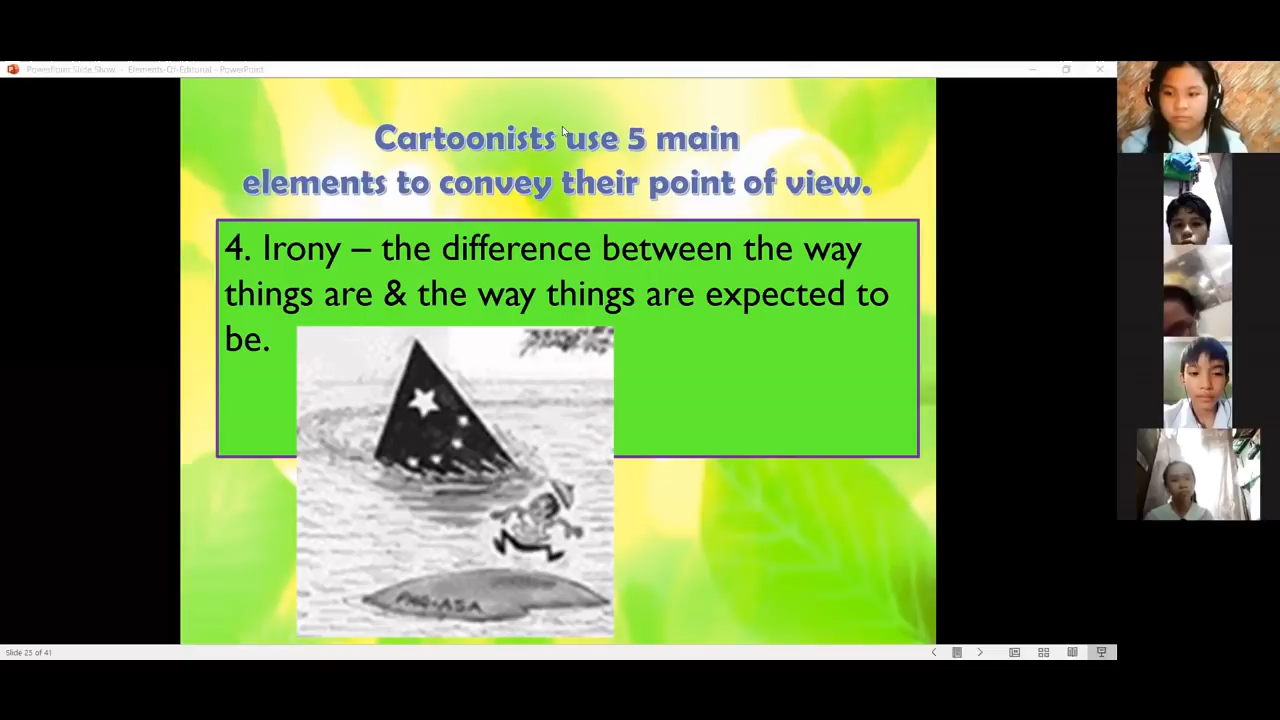 PowerPoint Slide Show - Elements-Of-Editorial - PowerPoint
Cartoonists use 5 main
elements to convey their point of view.
4. Irony – the difference between the way
things are & the way things are expected to
be.
PAG-ASA
Slide 25 of 41